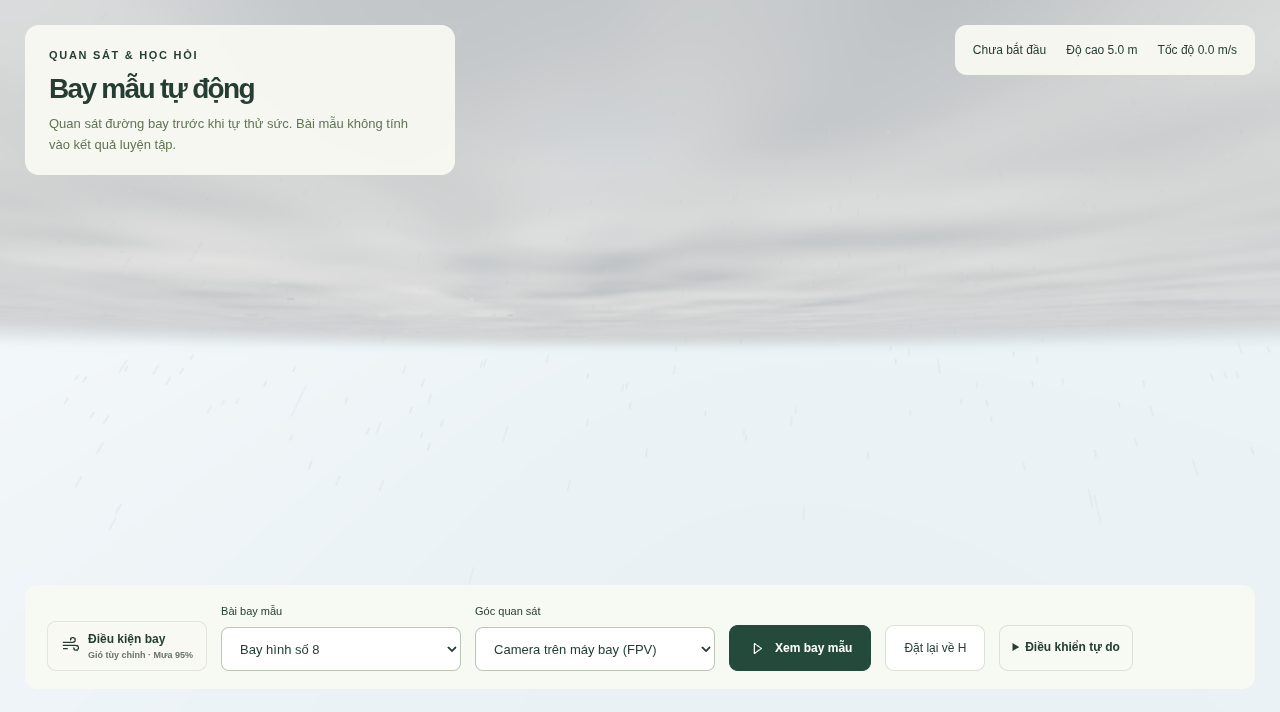 QUAN SÁT & HỌC HỎI
Bay mẫu tự động
Quan sát đường bay trước khi tự thử sức. Bài mẫu không tính
vào kết quả luyện tập.
Chưa bắt đầu Độ cao 5.0 m Tốc độ 0.0 m/s
Bài bay mẫu
Góc quan sát
Điều kiện bay
Gió tùy chỉnh · Mưa 95%
Bay hình số 8
Camera trên máy bay (FPV)
Xem bay mẫu
Đặt lại về H
Điều khiển tự do